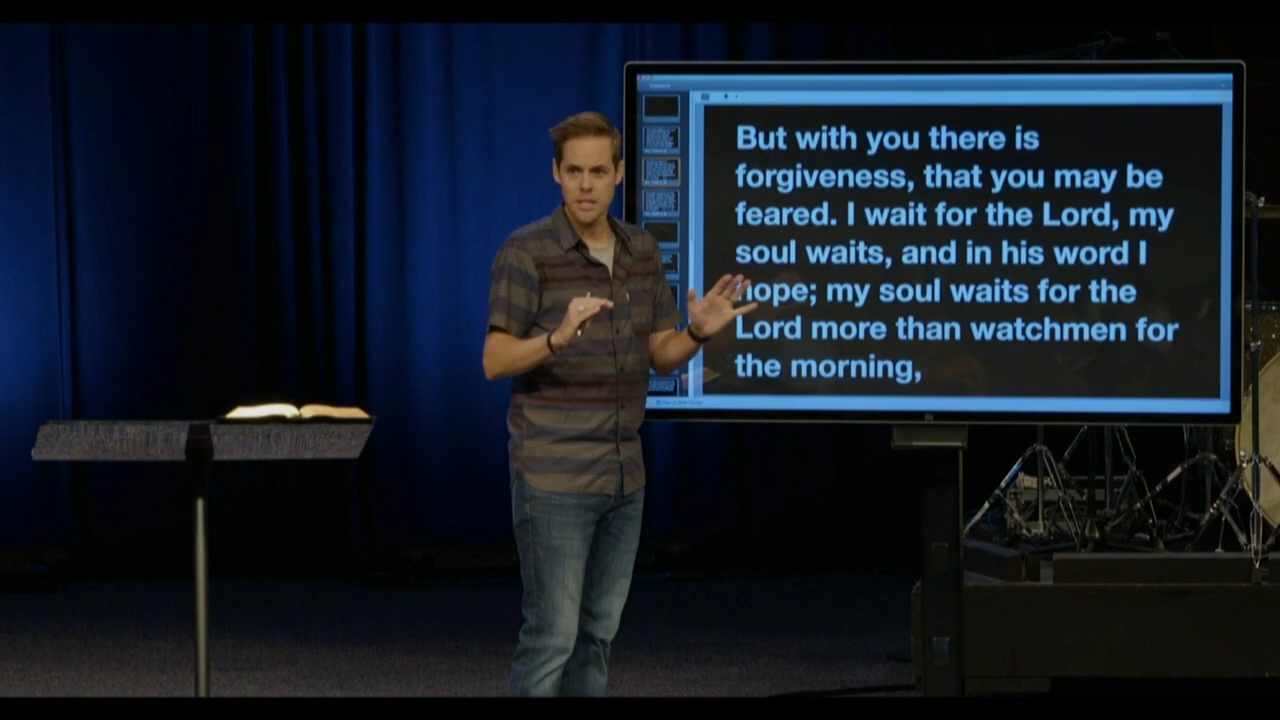 But with you there is
forgiveness, that you may be
feared. I wait for the Lord, my
soul waits, and in his word I
hope; my soul waits for the
Lord more than watchmen for
the morning,